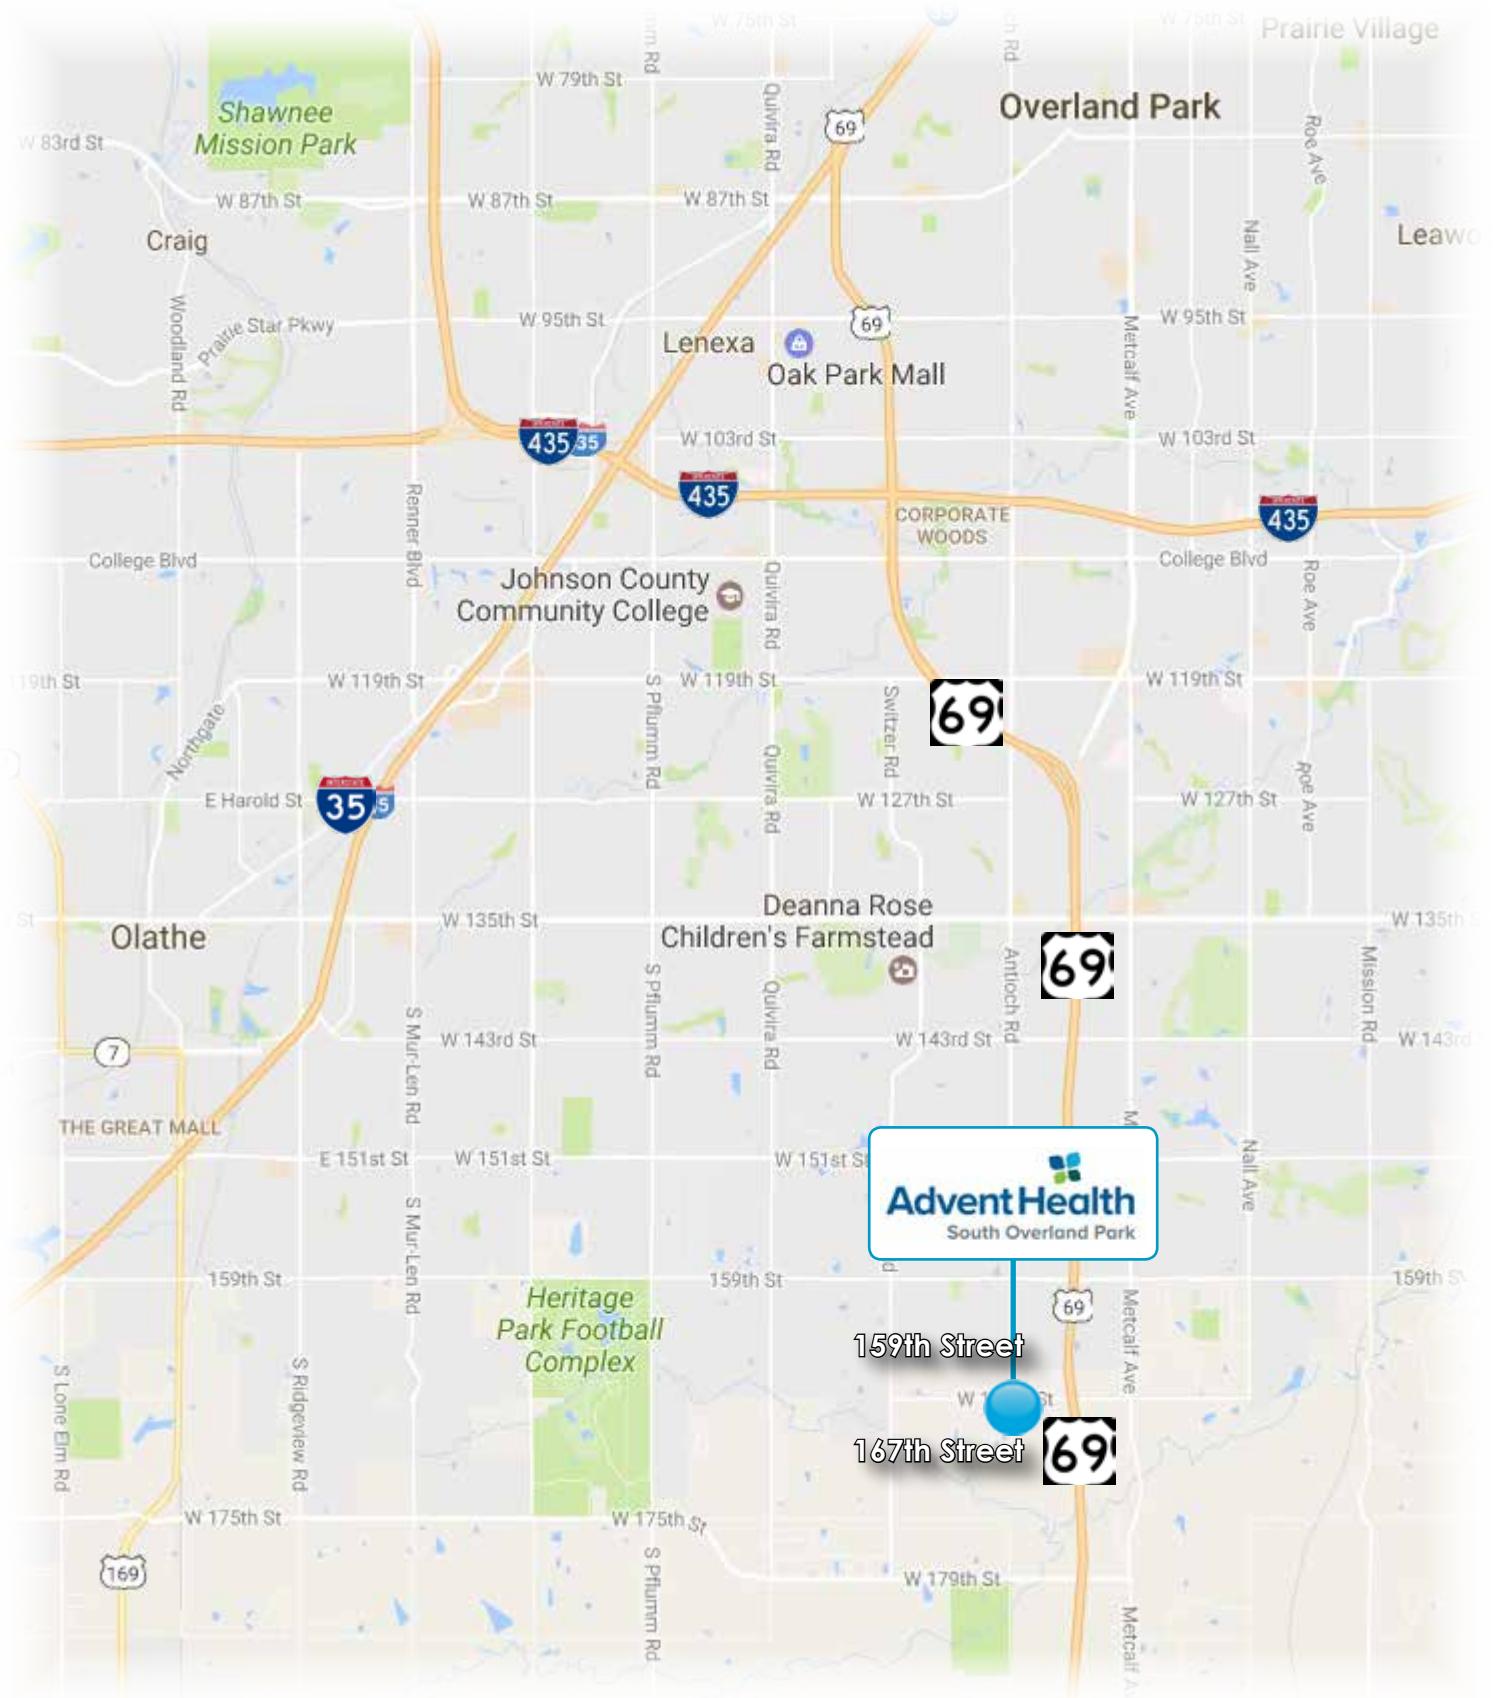 W 75th St
W 75th St
Prairie Village
W 79th St
Overland Park
Quivira Rd
69
Roe Ave
Shawnee
Mission Park
W 83rd St
W 87th St
W 87th St
W 87th St
Craig
Nall Ave
Woodland Rd
Prairie Star Pkwy
W 95th St
69
W 95th St
Metcalf Ave
Lenexa
Oak Park Mall
435
35
W 103rd St
W 103rd St
435
Renner Blvd
CORPORATE
WOODS
435
College Blvd
College Blvd
Johnson County
Community College
Quivira Rd
Roe Ave
19th St
W 119th St
W 119th St
W 119th St
S Pflumm Rd
Switzer Rd
69
Northgate
Quivira Rd
Roe Ave
E Harold St
INTERSTATE
35
5
W 127th St
W 127th St
St
W 135th St
W 135th S
Olathe
Deanna Rose
Children's Farmstead
69
Antioch Rd
Mission Rd
S Pflumm Rd
Quivira Rd
S Mur-Len Rd
7
W 143rd St
W 143rd St
W 143rd
THE GREAT MALL
M
E 151st St
W 151st St
W 151st St
Nall Ave
AdventHealth
South Overland Park
S Mur-Len Rd
159th St
159th St
d
159th S
Heritage
Park Football
Complex
69
Metcalf Ave
159th Street
W 1
St
167th Street
69
S Lone Elm Rd
S Ridgeview Rd
W 175th St
W 175th St
169
S Pflumm Rd
W 179th St
Metcalf A